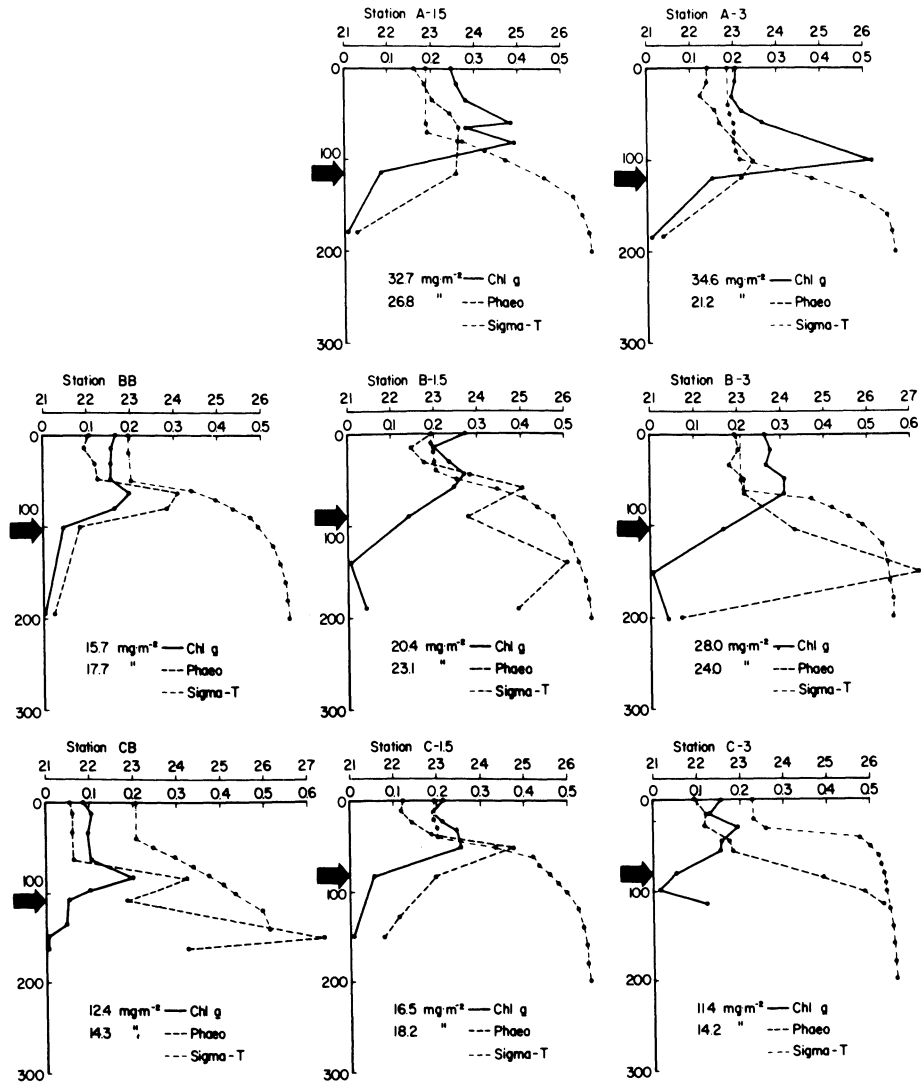 Station A-1.5
21 22 23 24 25 26
0 0.1 0.2 0.3 0.4 0.5
0
100
200
300
32.7 mg·m⁻² Chl a
26.8 " Phaeo
Sigma-T
Station A-3
21 22 23 24 25 26
0 0.1 0.2 0.3 0.4 0.5
0
100
200
300
34.6 mg·m⁻² Chl a
21.2 " Phaeo
Sigma-T
Station BB
21 22 23 24 25 26
0 0.1 0.2 0.3 0.4 0.5
0
100
200
300
15.7 mg·m⁻² Chl a
17.7 " Phaeo
Sigma-T
Station B-1.5
21 22 23 24 25 26
0 0.1 0.2 0.3 0.4 0.5
0
100
200
300
20.4 mg·m⁻² Chl a
23.1 " Phaeo
Sigma-T
Station B-3
21 22 23 24 25 26 27
0 0.1 0.2 0.3 0.4 0.5 0.6
0
100
200
300
28.0 mg·m⁻² Chl a
24.0 " Phaeo
Sigma-T
Station CB
21 22 23 24 25 26 27
0 0.1 0.2 0.3 0.4 0.5 0.6
0
100
200
300
12.4 mg·m⁻² Chl a
14.3 " Phaeo
Sigma-T
Station C-1.5
21 22 23 24 25 26
0 0.1 0.2 0.3 0.4 0.5
0
100
200
300
16.5 mg·m⁻² Chl a
18.2 " Phaeo
Sigma-T
Station C-3
21 22 23 24 25 26
0 0.1 0.2 0.3 0.4 0.5
0
100
200
300
11.4 mg·m⁻² Chl a
14.2 " Phaeo
Sigma-T